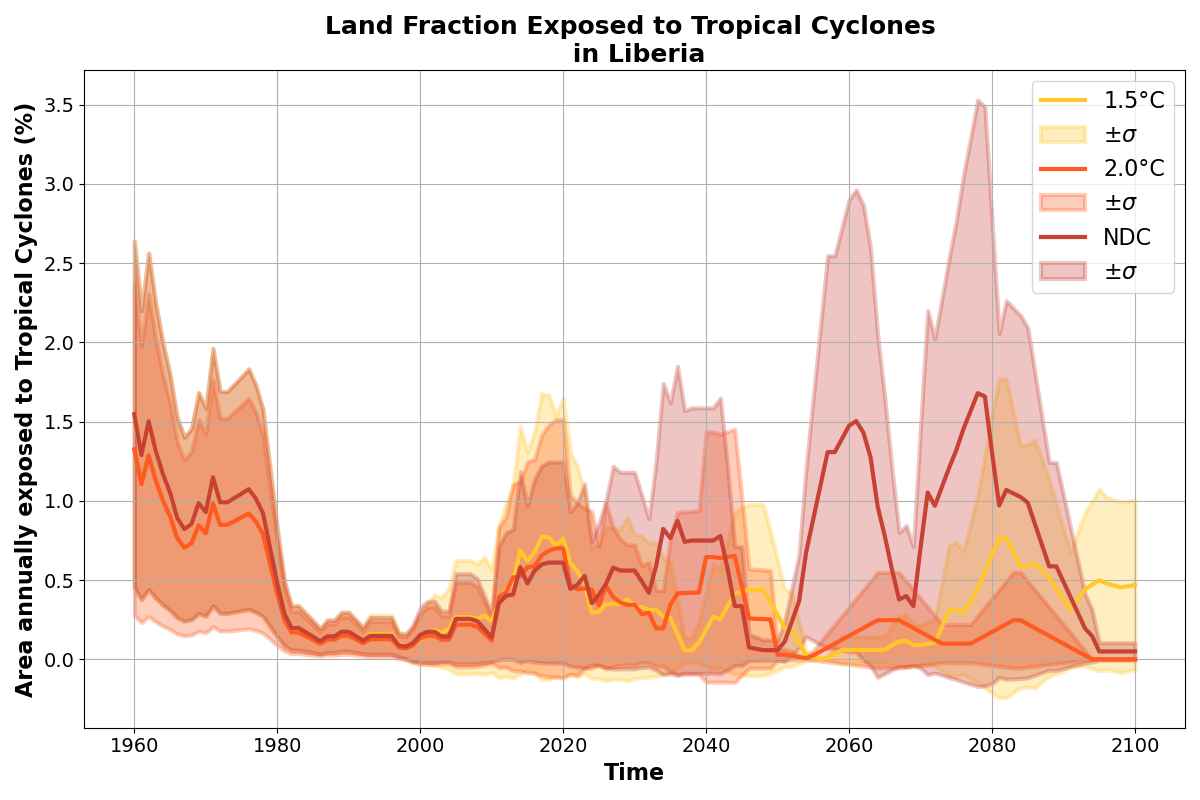 Land Fraction Exposed to Tropical Cyclones
in Liberia
Area annually exposed to Tropical Cyclones (%)
3.5
3.0
2.5
2.0
1.5
1.0
0.5
0.0
1.5°C
±σ
2.0°C
±σ
NDC
±σ
1960 1980 2000 2020 2040 2060 2080 2100
Time